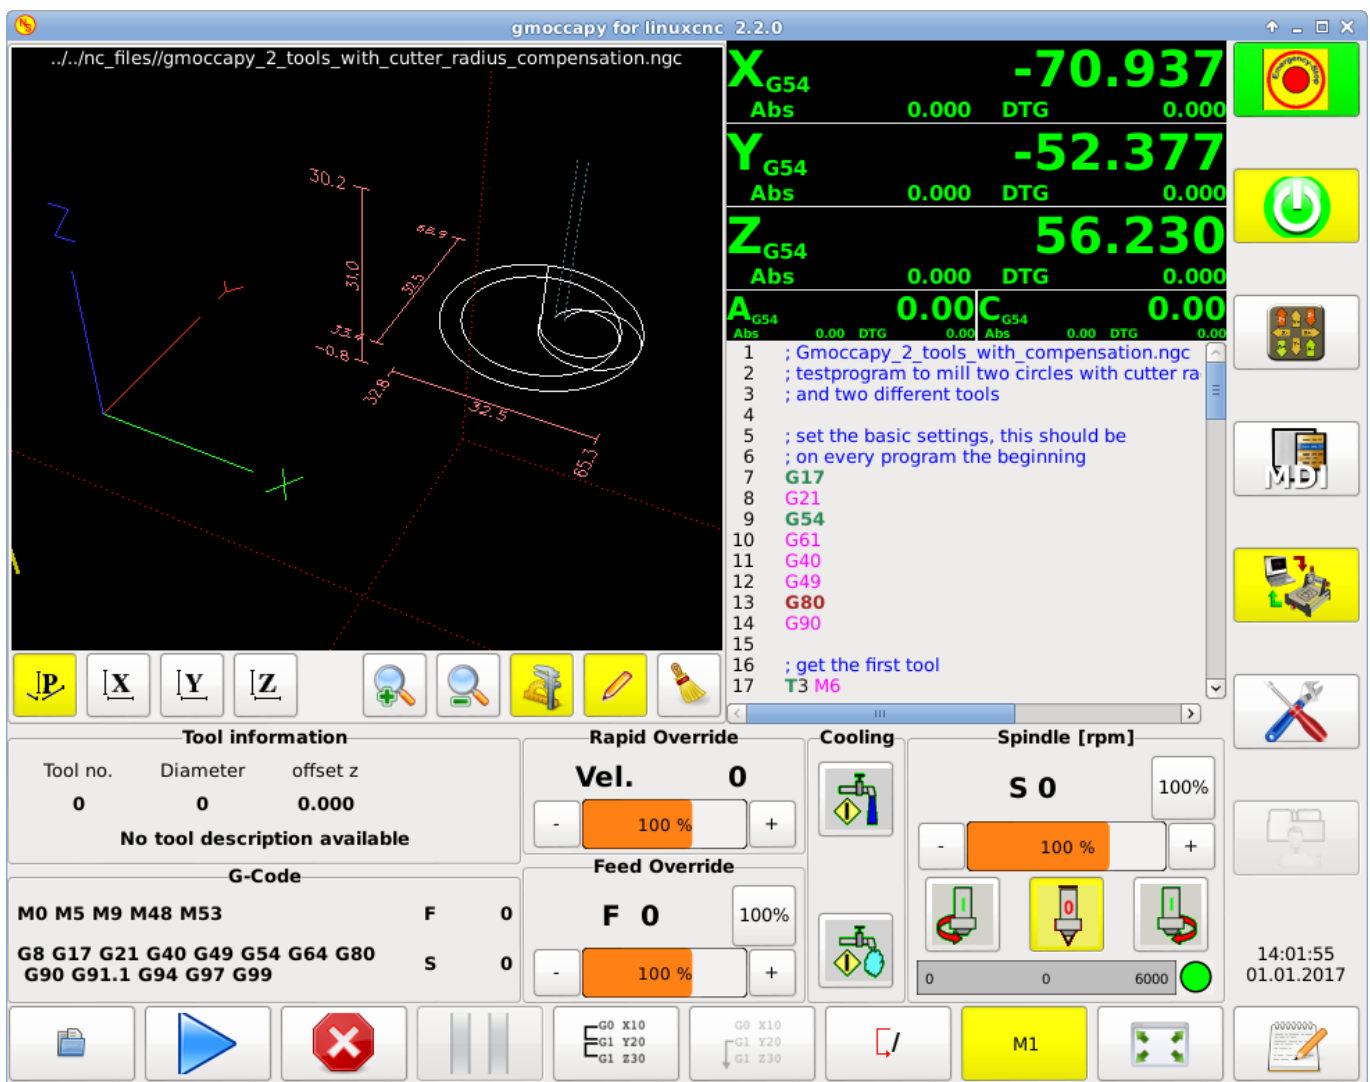 gmoccapy for linuxcnc 2.2.0
../../nc_files//gmoccapy_2_tools_with_cutter_radius_compensation.ngc
30.2
68.9
31.0
32.5
33.4
-0.8
32.8
32.5
65.3
Z
Y
X
X G54 -70.937
Abs 0.000 DTG 0.000
Y G54 -52.377
Abs 0.000 DTG 0.000
Z G54 56.230
Abs 0.000 DTG 0.000
A G54 0.00 C G54 0.00
Abs 0.00 DTG 0.00 Abs 0.00 DTG 0.00
1 ; Gmoccapy_2_tools_with_compensation.ngc
2 ; testprogram to mill two circles with cutter ra
3 ; and two different tools
4
5 ; set the basic settings, this should be
6 ; on every program the beginning
7 G17
8 G21
9 G54
10 G61
11 G40
12 G49
13 G80
14 G90
15
16 ; get the first tool
17 T3 M6
Emergency-Stop
MDI
P X Y Z
Tool information
Tool no. Diameter offset z
0 0 0.000
No tool description available
G-Code
M0 M5 M9 M48 M53 F 0
G8 G17 G21 G40 G49 G54 G64 G80
G90 G91.1 G94 G97 G99
S 0
Rapid Override
Vel. 0
- 100 % +
Feed Override
F 0 100%
- 100 % +
Cooling
Spindle [rpm]
S 0 100%
- 100 % +
I 0 I
0 0 6000
14:01:55
01.01.2017
G0 X10
G1 Y20
G1 Z30
G0 X10
G1 Y20
G1 Z30
/
M1